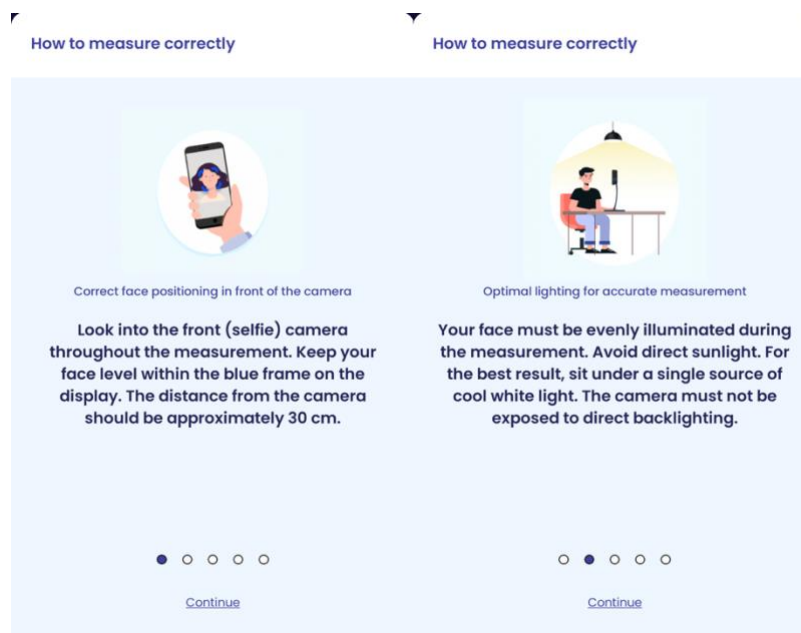 How to measure correctly
Correct face positioning in front of the camera
Look into the front (selfie) camera
throughout the measurement. Keep your
face level within the blue frame on the
display. The distance from the camera
should be approximately 30 cm.
Continue
How to measure correctly
Optimal lighting for accurate measurement
Your face must be evenly illuminated during
the measurement. Avoid direct sunlight. For
the best result, sit under a single source of
cool white light. The camera must not be
exposed to direct backlighting.
Continue